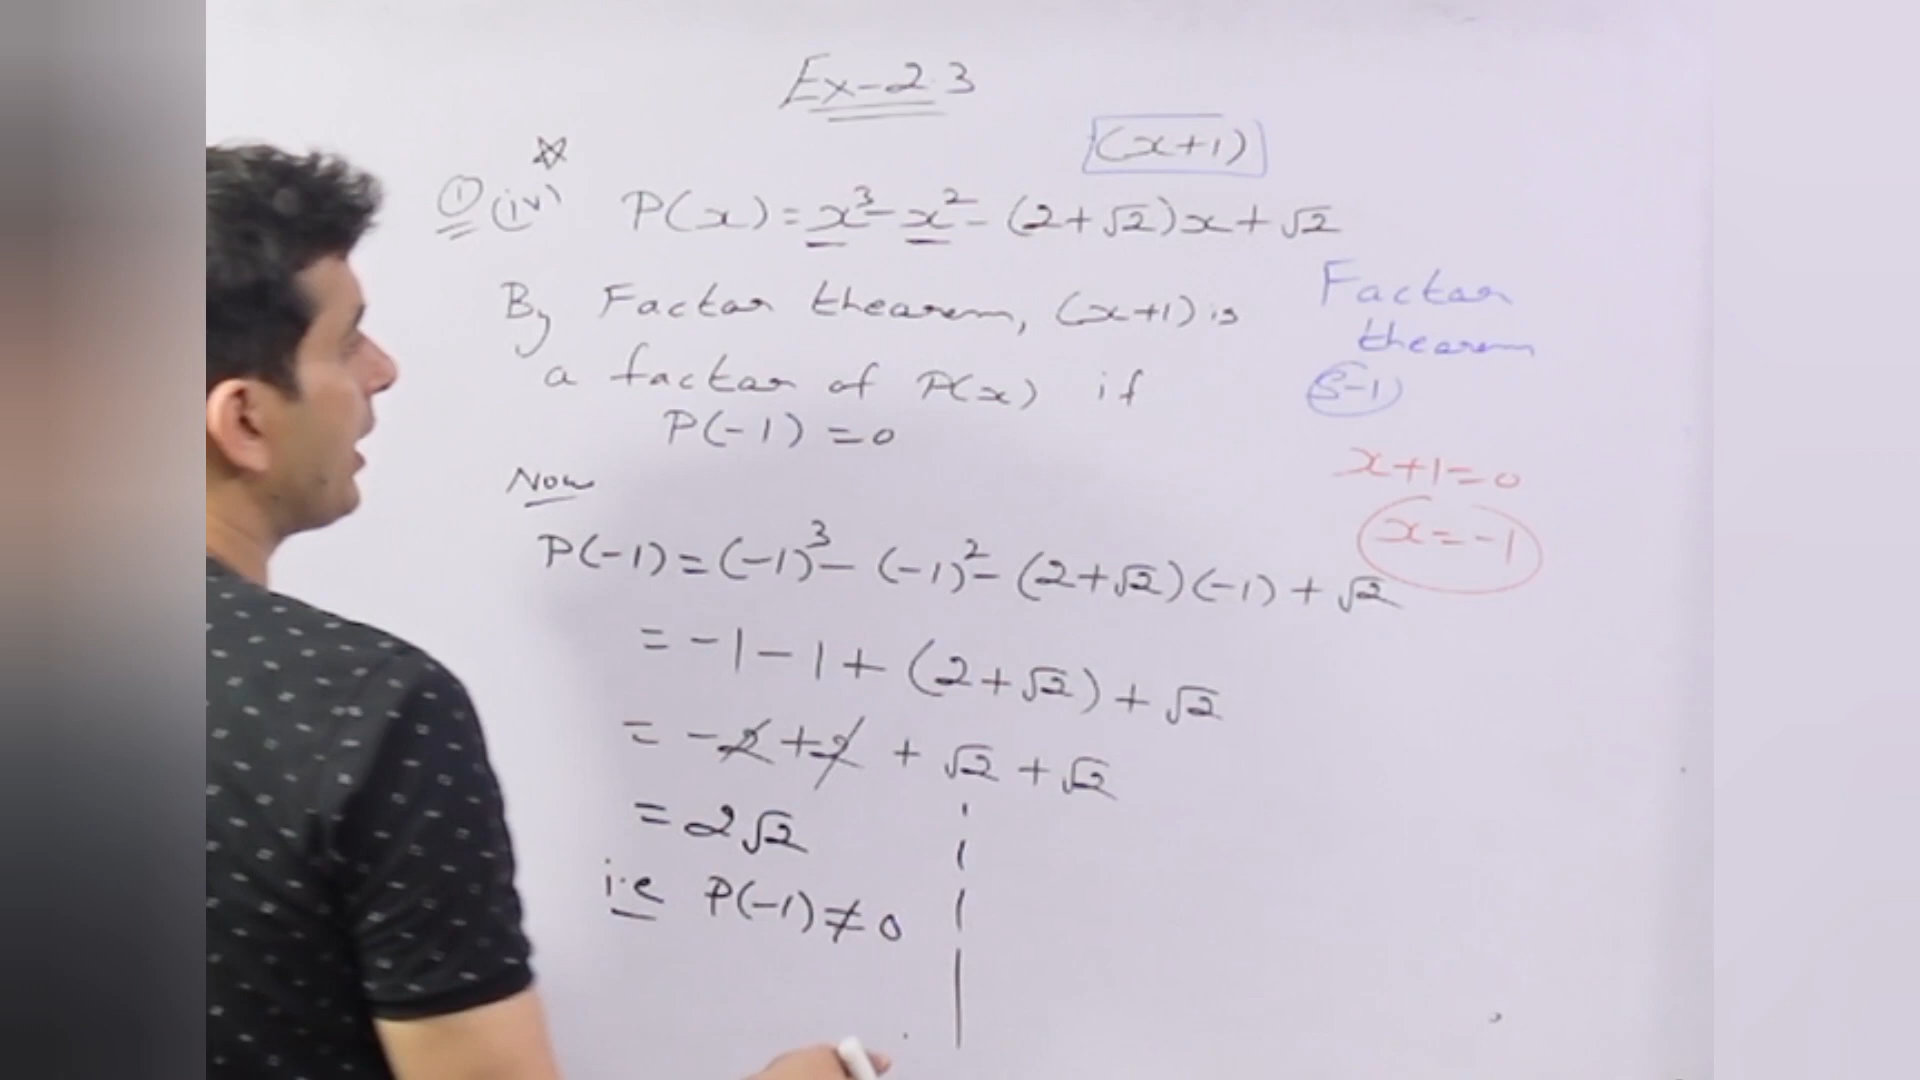 Ex-2.3
(x+1)
① (iv) P(x) = x³ - x² - (2+√2)x + √2
By Factor theorem, (x+1) is
a factor of P(x) if
P(-1) = 0
Now
P(-1) = (-1)³ - (-1)² - (2+√2)(-1) + √2
= -1 - 1 + (2+√2) + √2
= -2 + 2 + √2 + √2
= 2√2
i.e P(-1) ≠ 0
Factor
theorem
S-1)
x+1=0
x=-1